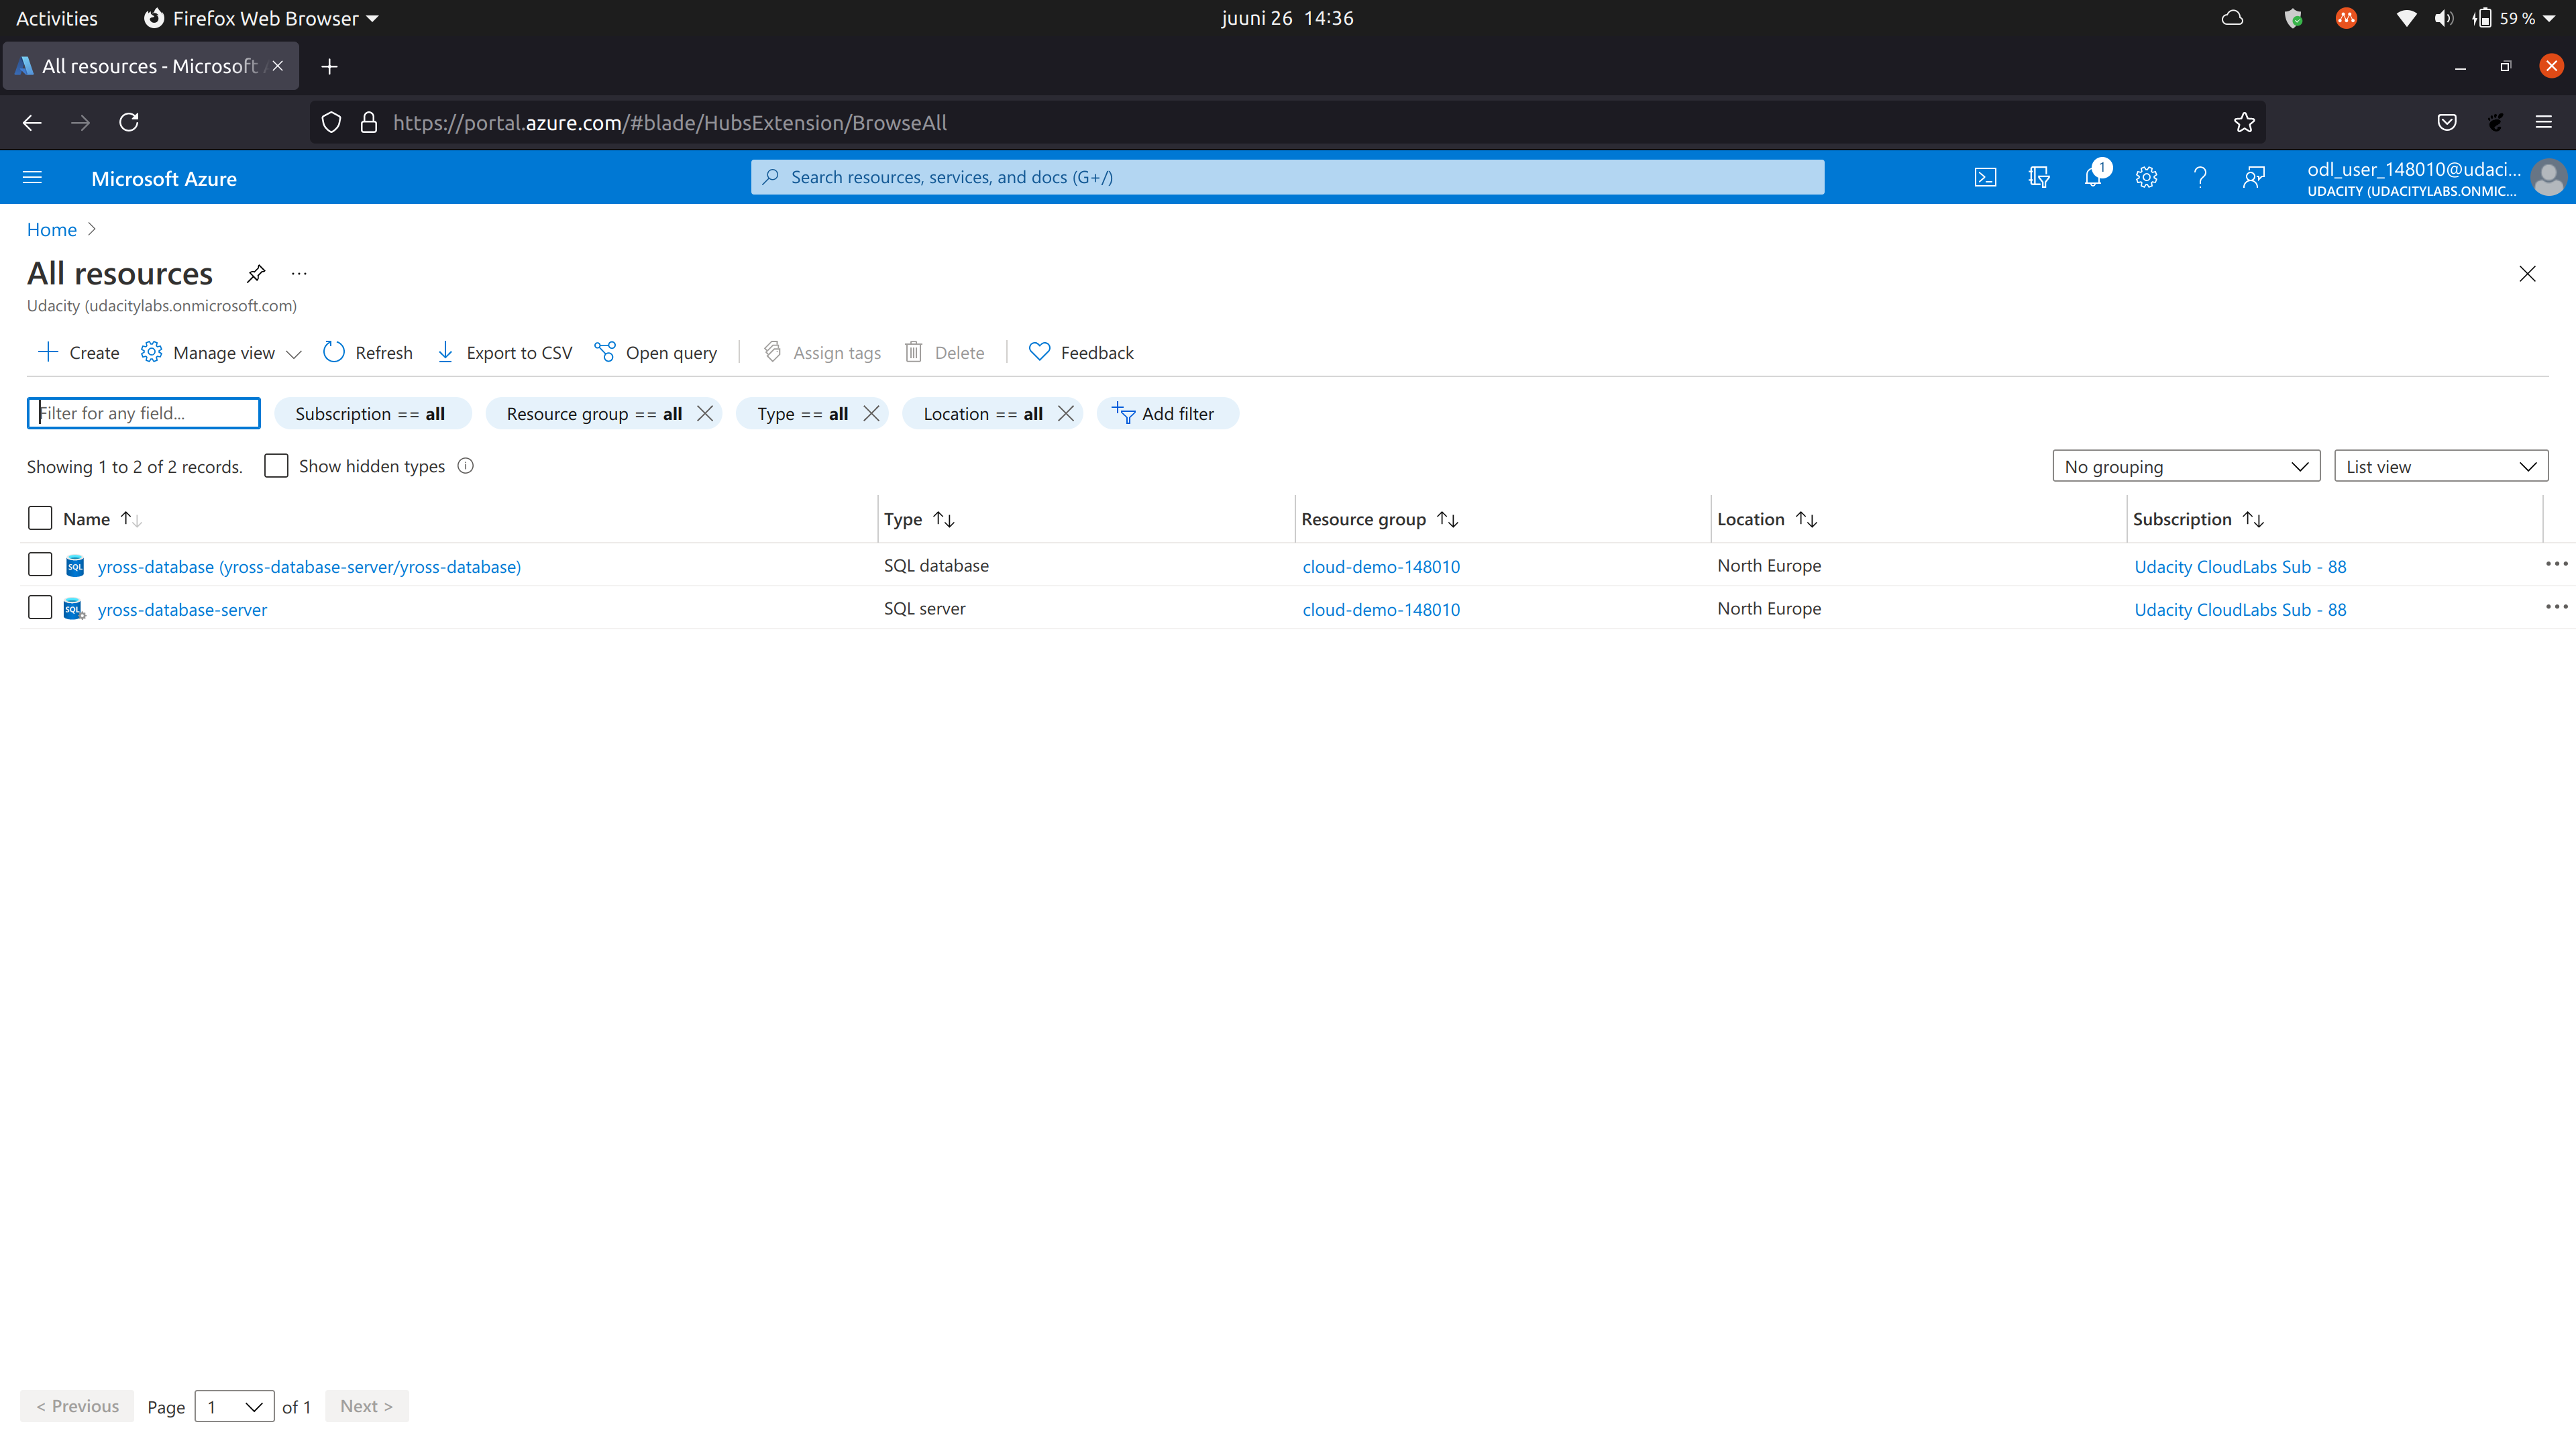 Activities Firefox Web Browser juuni 26 14:36 59 %
All resources - Microsoft
https://portal.azure.com/#blade/HubsExtension/BrowseAll
Microsoft Azure Search resources, services, and docs (G+/) 1 odl_user_148010@udaci...
UDACITY (UDACITYLABS.ONMIC...
Home
All resources
Udacity (udacitylabs.onmicrosoft.com)
Create Manage view Refresh Export to CSV Open query Assign tags Delete Feedback
Filter for any field... Subscription == all Resource group == all Type == all Location == all Add filter
Showing 1 to 2 of 2 records. Show hidden types No grouping List view
Name Type Resource group Location Subscription
SQL yross-database (yross-database-server/yross-database) SQL database cloud-demo-148010 North Europe Udacity CloudLabs Sub - 88
SQL yross-database-server SQL server cloud-demo-148010 North Europe Udacity CloudLabs Sub - 88
< Previous Page 1 of 1 Next >